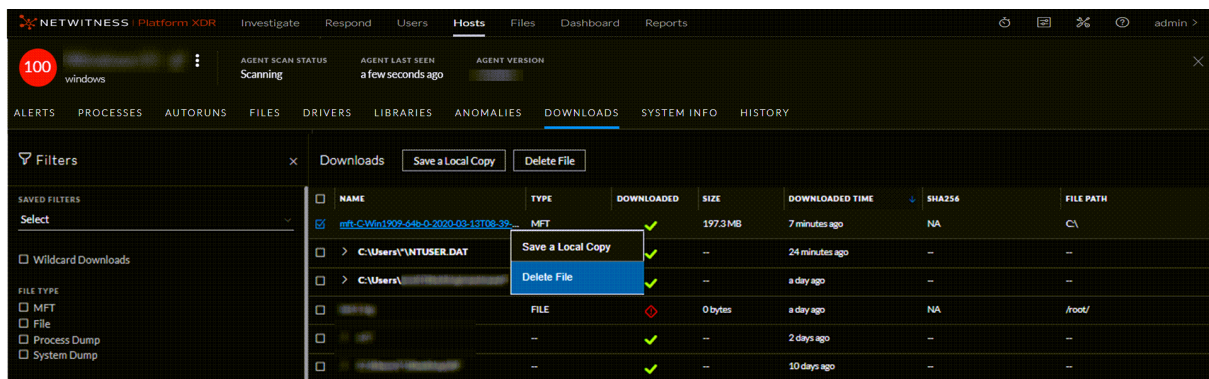 NETWITNESS Platform XDR Investigate Respond Users Hosts Files Dashboard Reports admin >
100 windows
AGENT SCAN STATUS AGENT LAST SEEN AGENT VERSION
Scanning a few seconds ago
ALERTS PROCESSES AUTORUNS FILES DRIVERS LIBRARIES ANOMALIES DOWNLOADS SYSTEM INFO HISTORY
Filters
SAVED FILTERS
Select
Wildcard Downloads
FILE TYPE
MFT
File
Process Dump
System Dump
Downloads Save a Local Copy Delete File
NAME TYPE DOWNLOADED SIZE DOWNLOADED TIME SHA256 FILE PATH
mft-C-Win1909-64b-0-2020-03-13T08-39-... MFT 197.3 MB 7 minutes ago NA C:\
C:\Users\*\NTUSER.DAT -- 24 minutes ago -- --
C:\Users\ -- a day ago -- --
FILE 0 bytes a day ago NA /root/
-- -- 2 days ago -- --
-- -- 10 days ago -- --
Save a Local Copy
Delete File